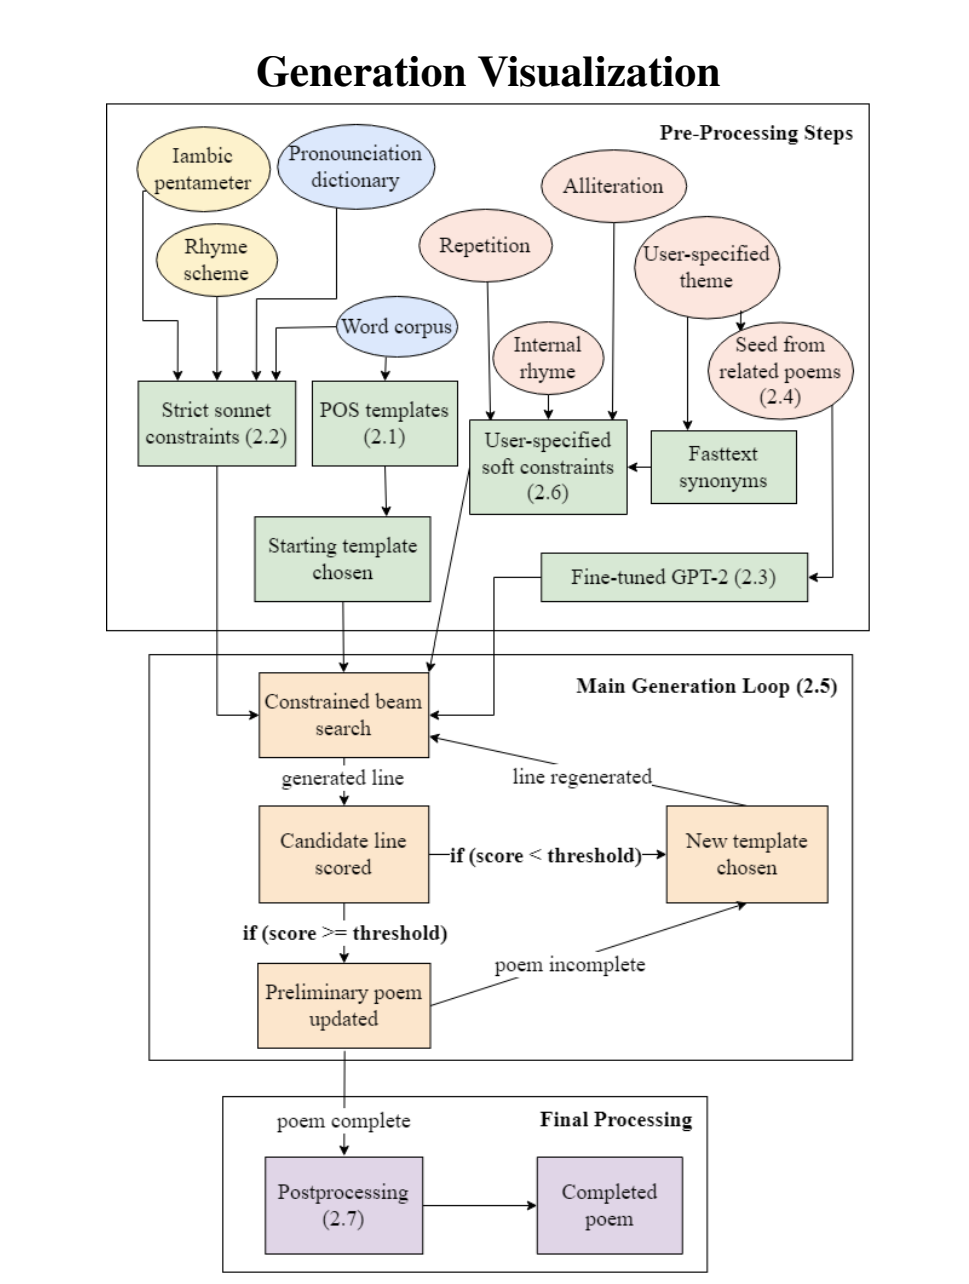 Generation Visualization
Pre-Processing Steps
Iambic
pentameter
Pronounciation
dictionary
Alliteration
Rhyme
scheme
Repetition
User-specified
theme
Word corpus
Internal
rhyme
Seed from
related poems
(2.4)
Strict sonnet
constraints (2.2)
POS templates
(2.1)
User-specified
soft constraints
(2.6)
Fasttext
synonyms
Starting template
chosen
Fine-tuned GPT-2 (2.3)
Main Generation Loop (2.5)
Constrained beam
search
generated line
line regenerated
Candidate line
scored
if (score < threshold)
New template
chosen
if (score >= threshold)
poem incomplete
Preliminary poem
updated
poem complete
Final Processing
Postprocessing
(2.7)
Completed
poem